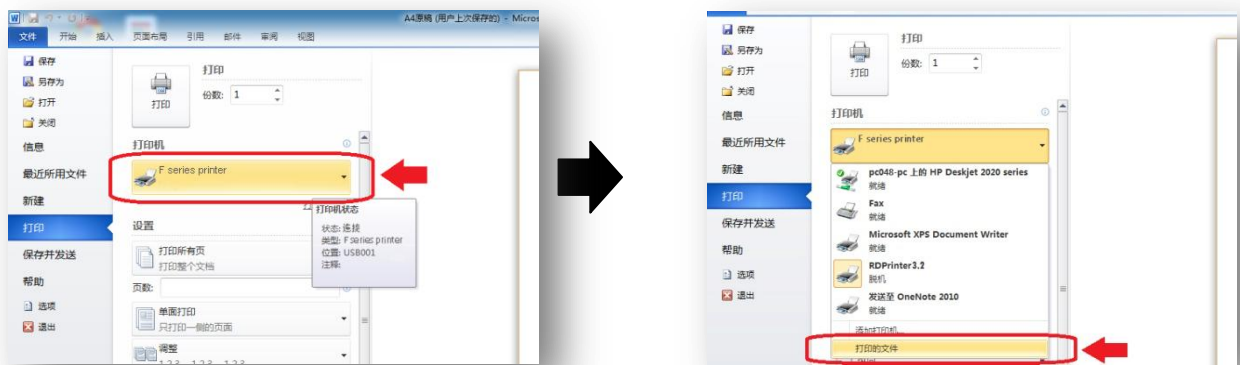 A4原稿 (用户上次保存的) - Micros
文件 开始 插入 页面布局 引用 邮件 审阅 视图
保存
另存为
打开
关闭
信息
最近所用文件
新建
打印
保存并发送
帮助
选项
退出
打印
打印
份数: 1
打印机
F series printer
打印机状态
状态: 连接
类型: F series printer
位置: USB001
注释:
设置
打印所有页
打印整个文档
页数:
单面打印
只打印一侧的页面
调整
1,2,3 1,2,3 1,2,3
保存
另存为
打开
关闭
信息
最近所用文件
新建
打印
保存并发送
帮助
选项
退出
打印
打印
份数: 1
打印机
F series printer
pc048-pc 上的 HP Deskjet 2020 series
就绪
Fax
就绪
Microsoft XPS Document Writer
就绪
RDPrinter3.2
脱机
发送至 OneNote 2010
就绪
添加打印机...
打印的文件